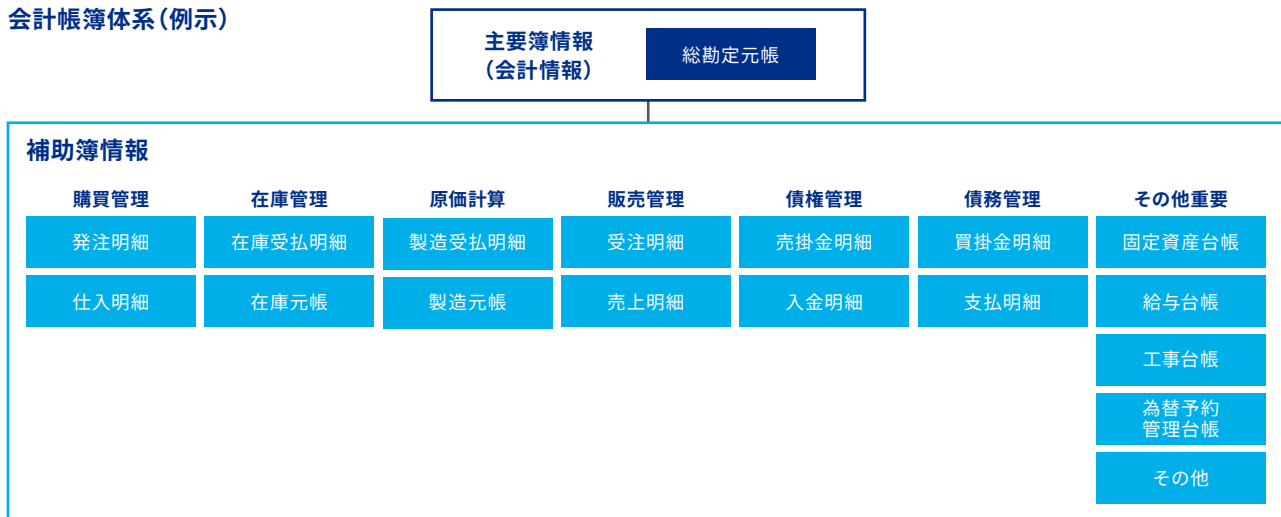 会計帳簿体系（例示）
主要簿情報
（会計情報）
総勘定元帳
補助簿情報
購買管理
在庫管理
原価計算
販売管理
債権管理
債務管理
その他重要
発注明細
在庫受払明細
製造受払明細
受注明細
売掛金明細
買掛金明細
固定資産台帳
仕入明細
在庫元帳
製造元帳
売上明細
入金明細
支払明細
給与台帳
工事台帳
為替予約
管理台帳
その他